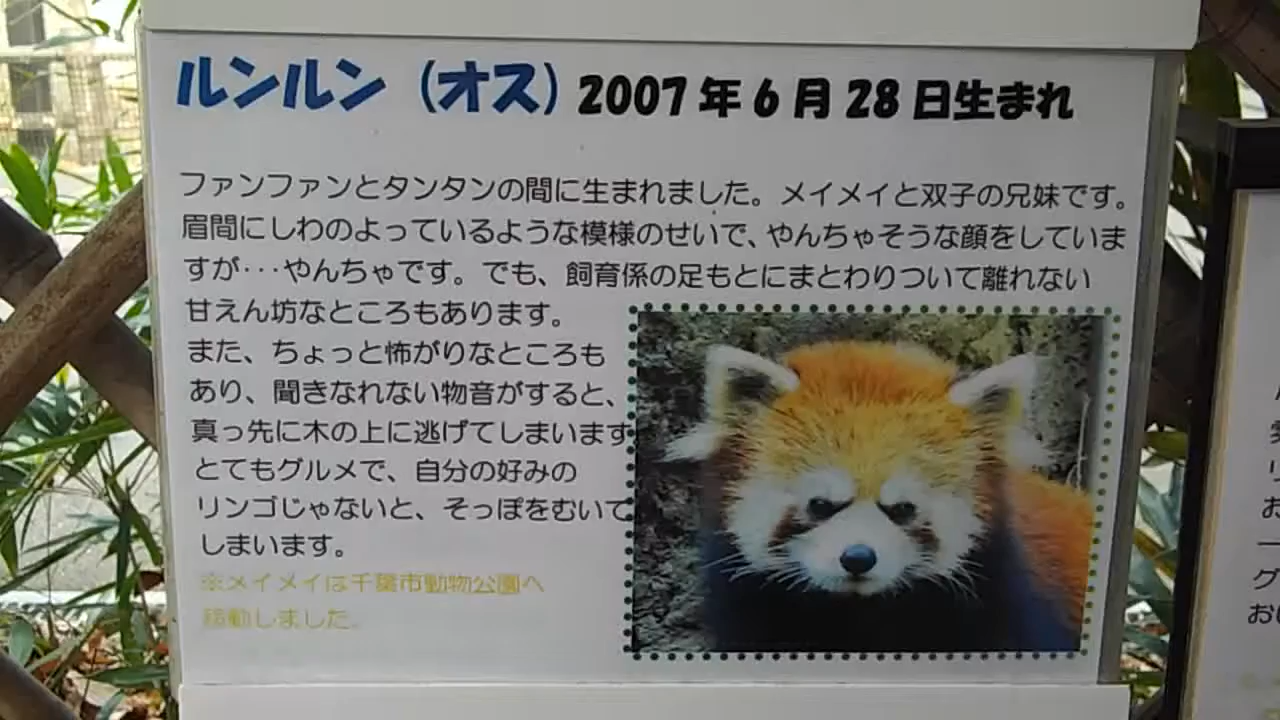 ルンルン（オス）2007年6月28日生まれ
ファンファンとタンタンの間に生まれました。メイメイと双子の兄妹です。
眉間にしわのよっているような模様のせいで、やんちゃそうな顔をしていま
すが･･･やんちゃです。でも、飼育係の足もとにまとわりついて離れない
甘えん坊なところもあります。
また、ちょっと怖がりなところも
あり、聞きなれない物音がすると、
真っ先に木の上に逃げてしまいます
とてもグルメで、自分の好みの
リンゴじゃないと、そっぽをむいて
しまいます。
※メイメイは千葉市動物公園へ
移動しました。
リ
お
ー
グ
おい